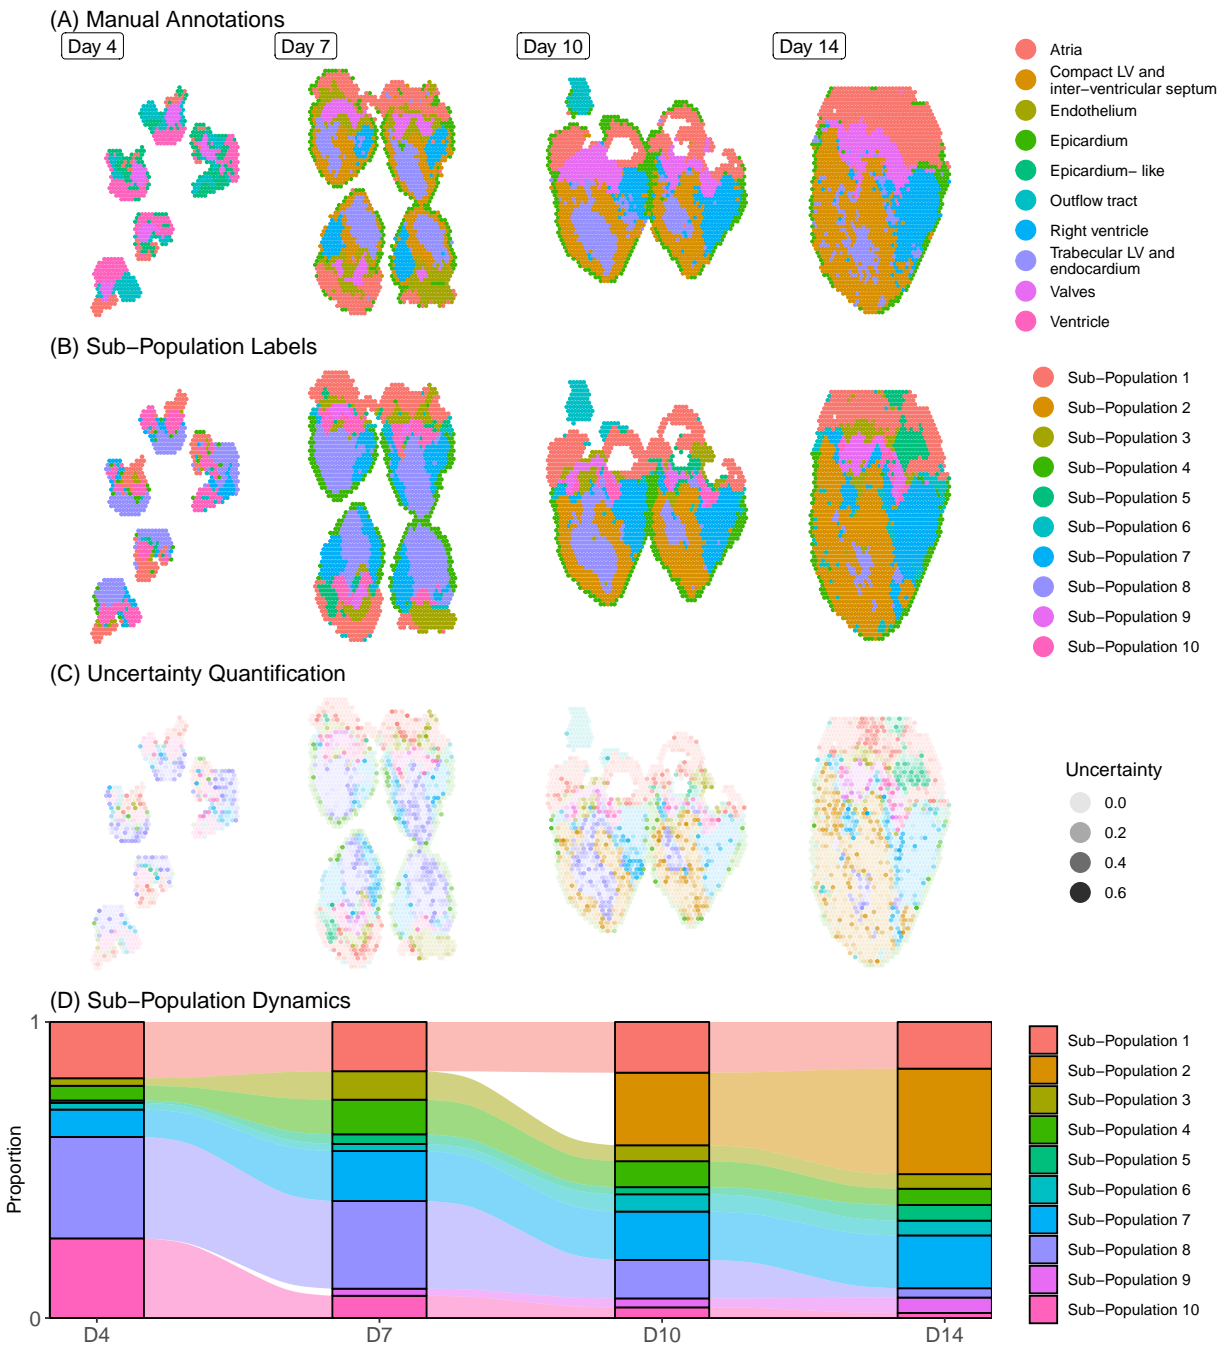 (A) Manual Annotations
Day 4
Day 7
Day 10
Day 14
Atria
Compact LV and
inter−ventricular septum
Endothelium
Epicardium
Epicardium− like
Outflow tract
Right ventricle
Trabecular LV and
endocardium
Valves
Ventricle
(B) Sub−Population Labels
Sub−Population 1
Sub−Population 2
Sub−Population 3
Sub−Population 4
Sub−Population 5
Sub−Population 6
Sub−Population 7
Sub−Population 8
Sub−Population 9
Sub−Population 10
(C) Uncertainty Quantification
Uncertainty
0.0
0.2
0.4
0.6
(D) Sub−Population Dynamics
1
0
Proportion
D4
D7
D10
D14
Sub−Population 1
Sub−Population 2
Sub−Population 3
Sub−Population 4
Sub−Population 5
Sub−Population 6
Sub−Population 7
Sub−Population 8
Sub−Population 9
Sub−Population 10